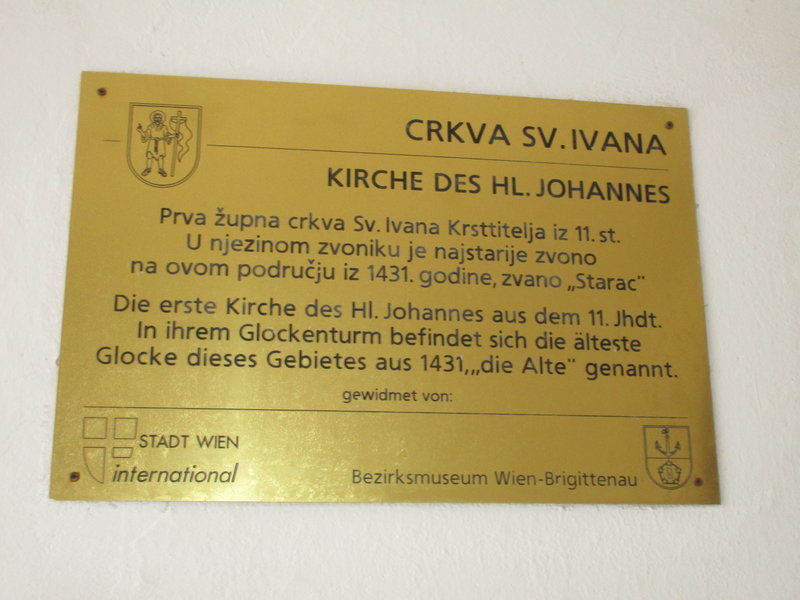 CRKVA SV. IVANA
KIRCHE DES HL. JOHANNES
Prva župna crkva Sv. Ivana Krsttitelja iz 11. st.
U njezinom zvoniku je najstarije zvono
na ovom području iz 1431. godine, zvano „Starac"
Die erste Kirche des Hl. Johannes aus dem 11. Jhdt.
In ihrem Glockenturm befindet sich die älteste
Glocke dieses Gebietes aus 1431,„die Alte" genannt.
gewidmet von:
STADT WIEN
international
Bezirksmuseum Wien-Brigittenau